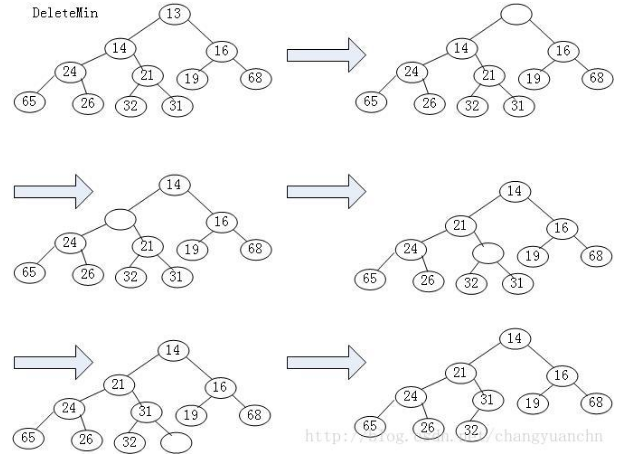 DeleteMin
13
14 16 14 16
24 21 19 68 24 21 19 68
65 26 32 31 65 26 32 31
14 14
16 21 16
24 21 19 68 24 19 68
65 26 32 31 65 26 32 31
14 14
21 16 21 16
24 31 19 68 24 31 19 68
65 26 32 65 26 32
http://blog.csdn.net/changyuanchn